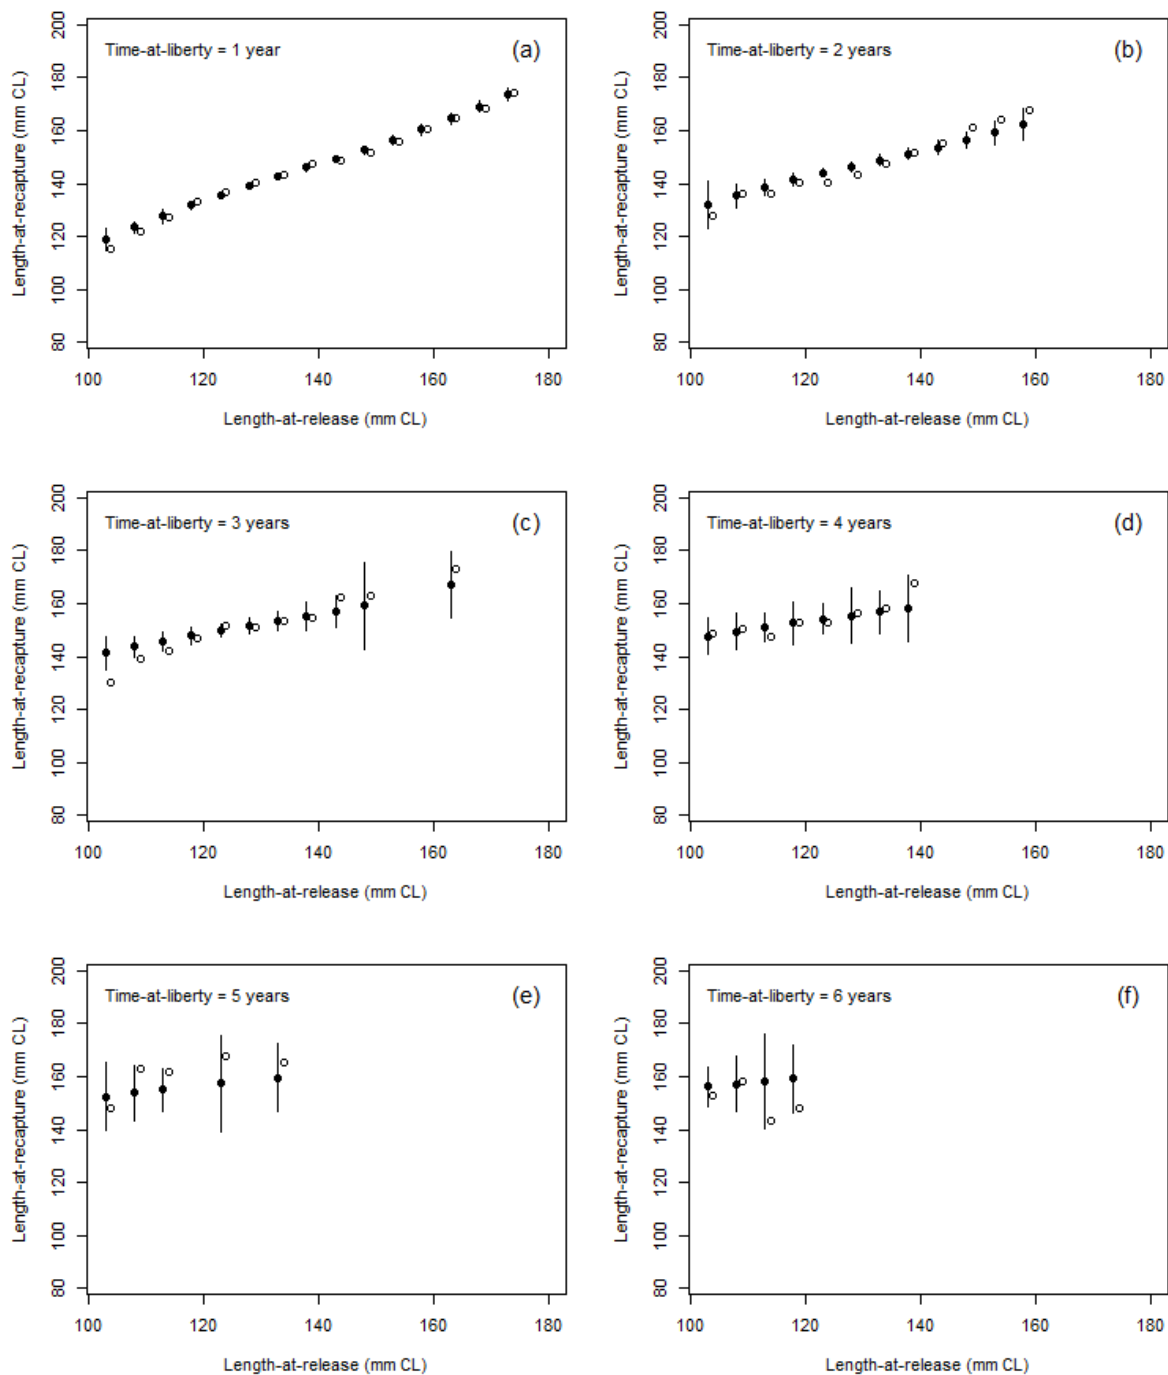 Time-at-liberty = 1 year
(a)
Length-at-recapture (mm CL)
80 100 120 140 160 180 200
100 120 140 160 180
Length-at-release (mm CL)
Time-at-liberty = 2 years
(b)
Length-at-recapture (mm CL)
80 100 120 140 160 180 200
100 120 140 160 180
Length-at-release (mm CL)
Time-at-liberty = 3 years
(c)
Length-at-recapture (mm CL)
80 100 120 140 160 180 200
100 120 140 160 180
Length-at-release (mm CL)
Time-at-liberty = 4 years
(d)
Length-at-recapture (mm CL)
80 100 120 140 160 180 200
100 120 140 160 180
Length-at-release (mm CL)
Time-at-liberty = 5 years
(e)
Length-at-recapture (mm CL)
80 100 120 140 160 180 200
100 120 140 160 180
Length-at-release (mm CL)
Time-at-liberty = 6 years
(f)
Length-at-recapture (mm CL)
80 100 120 140 160 180 200
100 120 140 160 180
Length-at-release (mm CL)